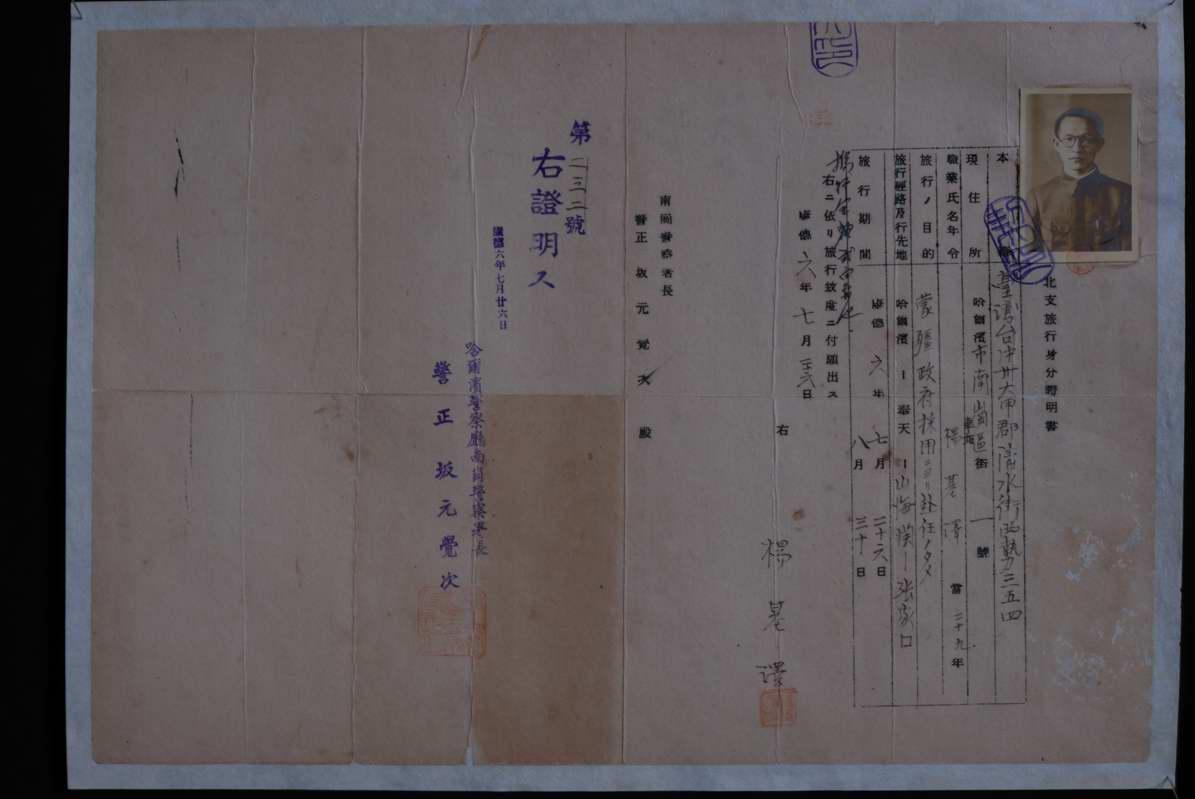 北支旅行身分證明書
本籍 臺灣台中州大甲郡清水街西勢三五四
現住所 哈爾濱市南崗區 街一號
職業氏名年令 楊基澤 當二十九年
旅行ノ目的 蒙疆政府採用ニヨリ赴任ノタメ
旅行經路及行先地 哈爾濱ー奉天ー山海關ー張家口
旅行期間 康德六年七月二十六日
八月三十日
右ニ依リ旅行致度ニ付願出ス
康德六年七月 日
右 楊基澤
南崗警察署長
警正 坂元覺次 殿
第二三二號
右證明ス
康德六年七月廿六日
哈爾濱警察廳南崗警察署長
警正 坂元覺次